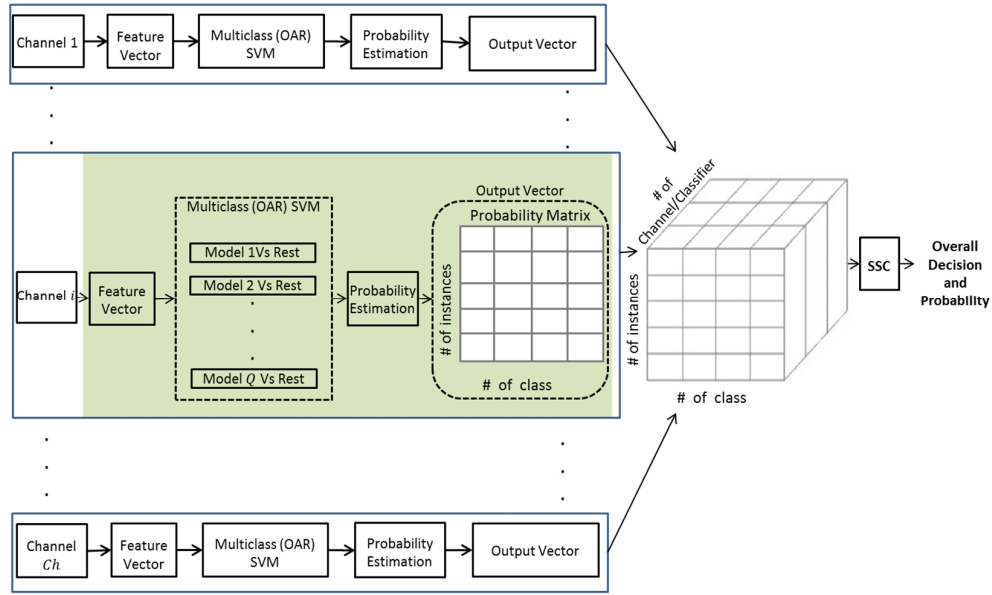 Channel 1
Feature
Vector
Multiclass (OAR)
SVM
Probability
Estimation
Output Vector
Channel i
Feature
Vector
Multiclass (OAR) SVM
Model 1Vs Rest
Model 2 Vs Rest
Model Q Vs Rest
Probability
Estimation
Output Vector
Probability Matrix
# of instances
# of class
# of
Channel/Classifier
# of instances
# of class
SSC
Overall
Decision
and
Probability
Channel
Ch
Feature
Vector
Multiclass (OAR)
SVM
Probability
Estimation
Output Vector